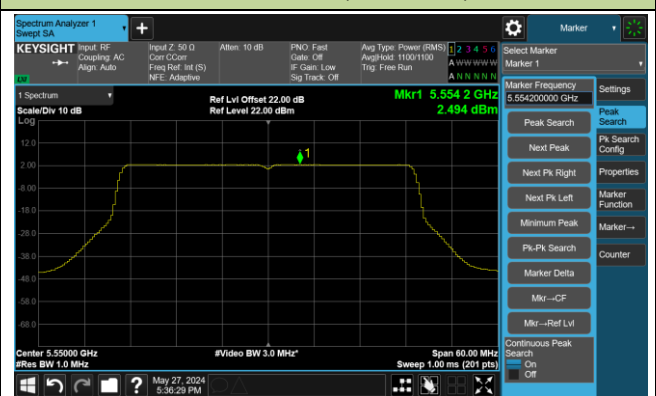 Spectrum Analyzer 1
Swept SA
Marker
KEYSIGHT
Input: RF
Coupling: AC
Align: Auto
Input Z: 50 Ω
Corr CCorr
Freq Ref: Int (S)
NFE: Adaptive
Atten: 10 dB
PNO: Fast
Gate: Off
IF Gain: Low
Sig Track: Off
Avg Type: Power (RMS)
Avg|Hold: 1100/1100
Trig: Free Run
1 2 3 4 5 6
A W W W W W
A N N N N N
Select Marker
Marker 1
1 Spectrum
Scale/Div 10 dB
Log
Ref Lvl Offset 22.00 dB
Ref Level 22.00 dBm
Mkr1 5.554 2 GHz
2.494 dBm
12.0
2.00
-8.00
-18.0
-28.0
-38.0
-48.0
-58.0
-68.0
1
Center 5.55000 GHz
#Res BW 1.0 MHz
#Video BW 3.0 MHz*
Span 60.00 MHz
Sweep 1.00 ms (201 pts)
Marker Frequency
5.554200000 GHz
Peak Search
Next Peak
Next Pk Right
Next Pk Left
Minimum Peak
Pk-Pk Search
Marker Delta
Mkr→CF
Mkr→Ref Lvl
Continuous Peak
Search
On
Off
Settings
Peak
Search
Pk Search
Config
Properties
Marker
Function
Marker→
Counter
?
May 27, 2024
5:36:29 PM